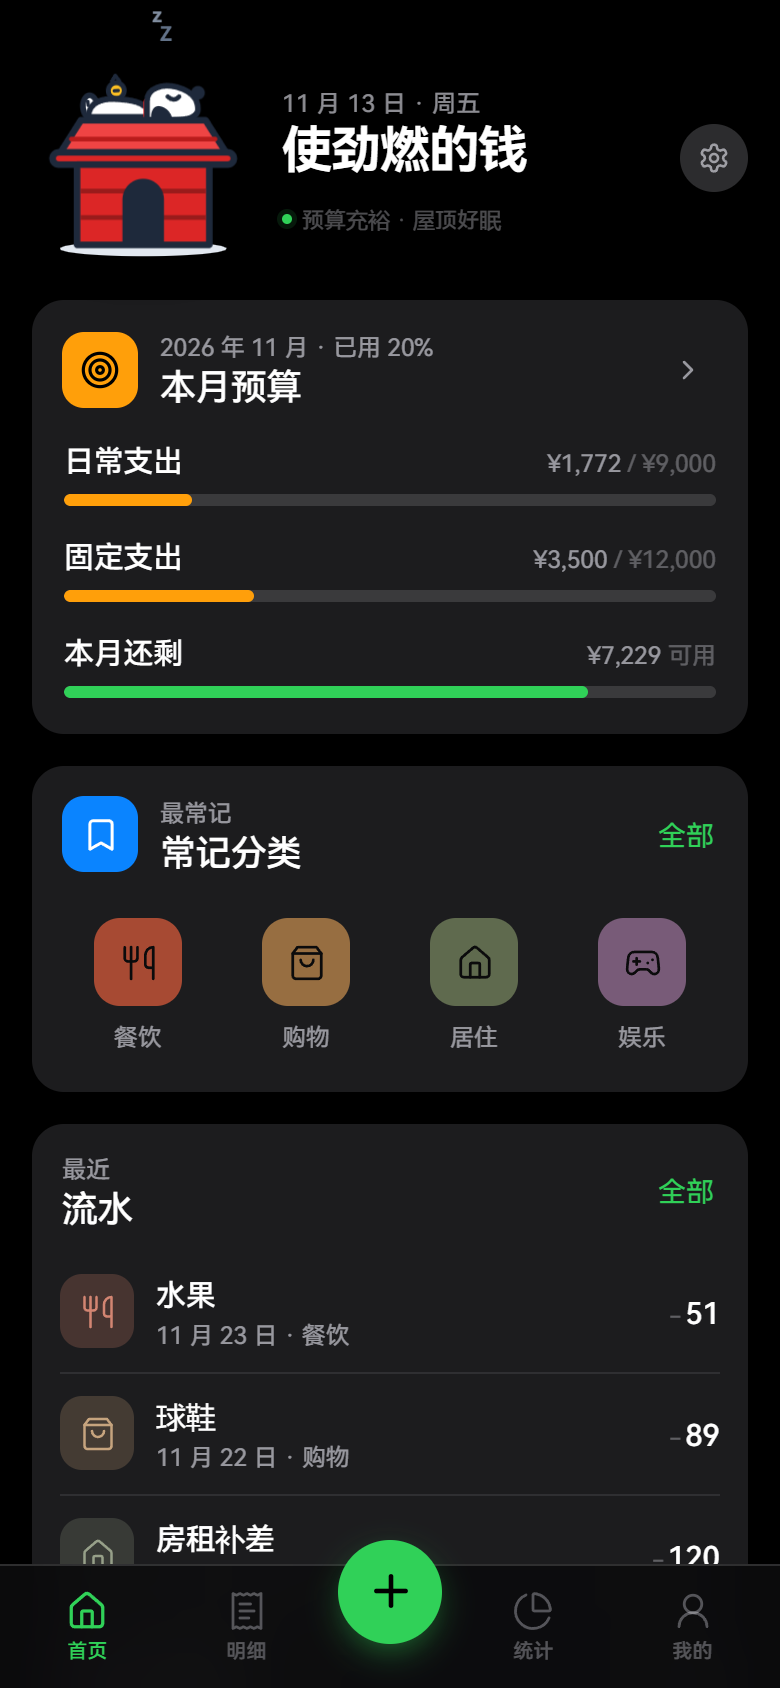 z
Z
11 月 13 日 · 周五
使劲燃的钱
预算充裕 · 屋顶好眠
2026 年 11 月 · 已用 20%
本月预算
日常支出 ¥1,772 / ¥9,000
固定支出 ¥3,500 / ¥12,000
本月还剩 ¥7,229 可用
最常记
常记分类
全部
餐饮 购物 居住 娱乐
最近
流水
全部
水果
11 月 23 日 · 餐饮
-51
球鞋
11 月 22 日 · 购物
-89
房租补差
-120
首页 明细 统计 我的